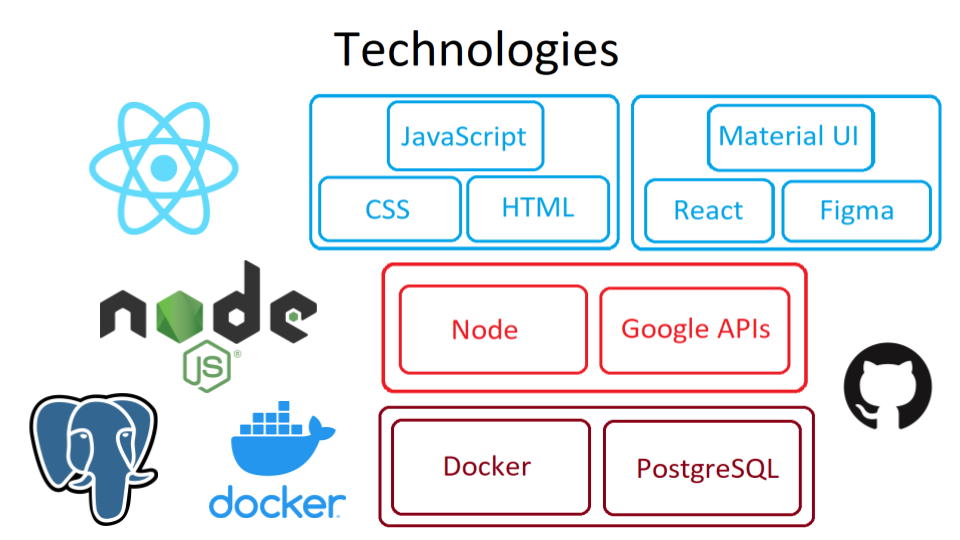 Technologies
JavaScript
CSS
HTML
Material UI
React
Figma
node
JS
®
Node
Google APIs
docker
Docker
PostgreSQL